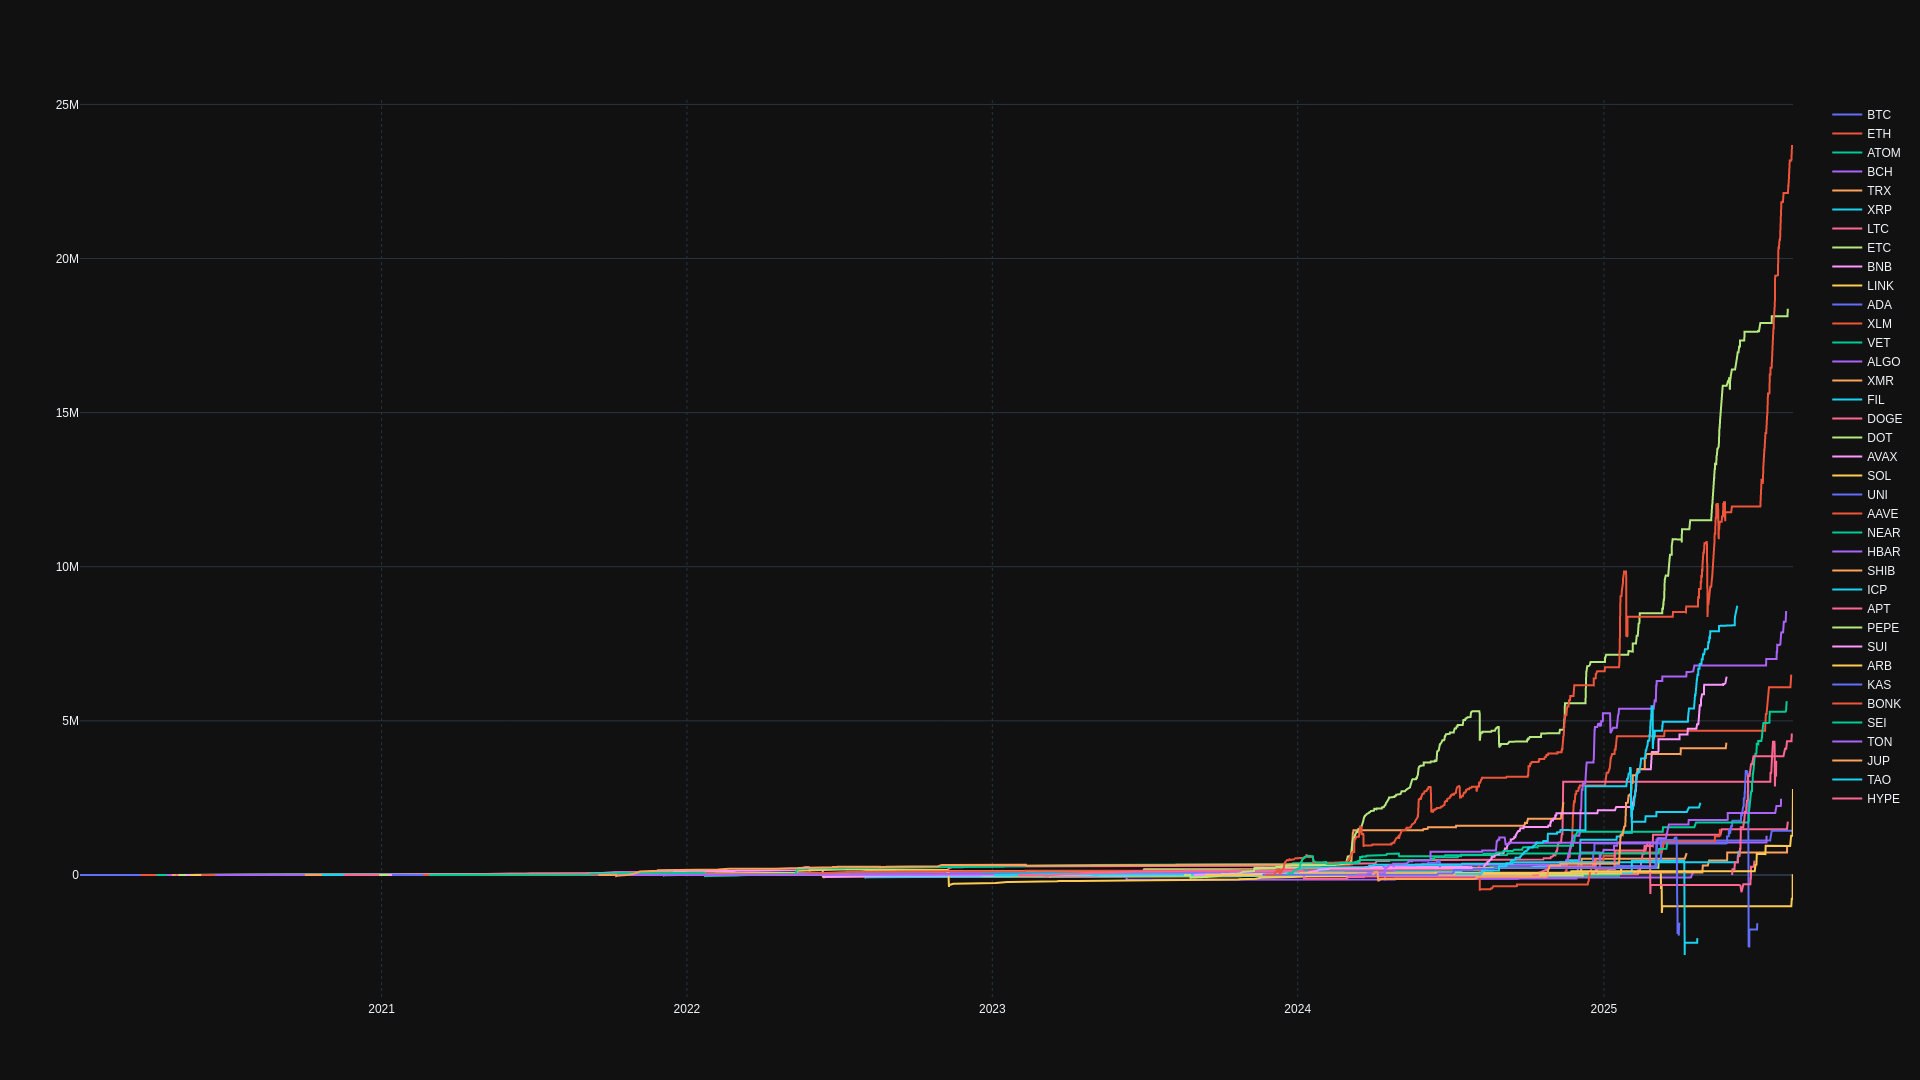 25M
20M
15M
10M
5M
0
2021
2022
2023
2024
2025
BTC
ETH
ATOM
BCH
TRX
XRP
LTC
ETC
BNB
LINK
ADA
XLM
VET
ALGO
XMR
FIL
DOGE
DOT
AVAX
SOL
UNI
AAVE
NEAR
HBAR
SHIB
ICP
APT
PEPE
SUI
ARB
KAS
BONK
SEI
TON
JUP
TAO
HYPE